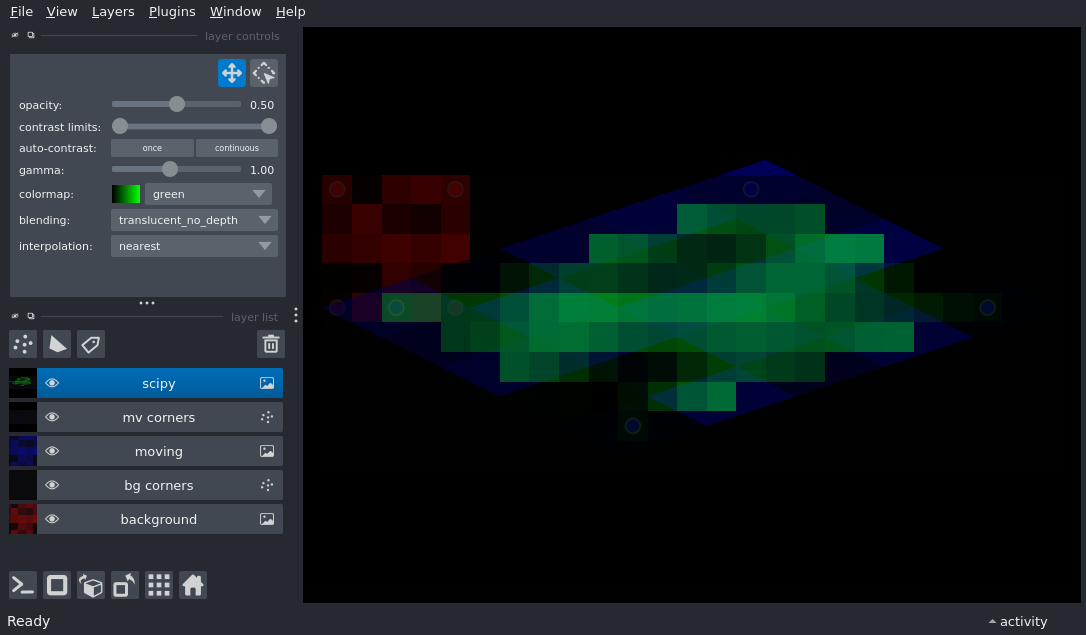 File View Layers Plugins Window Help
layer controls
opacity: 0.50
contrast limits:
auto-contrast: once continuous
gamma: 1.00
colormap: green
blending: translucent_no_depth
interpolation: nearest
layer list
scipy
mv corners
moving
bg corners
background
Ready activity